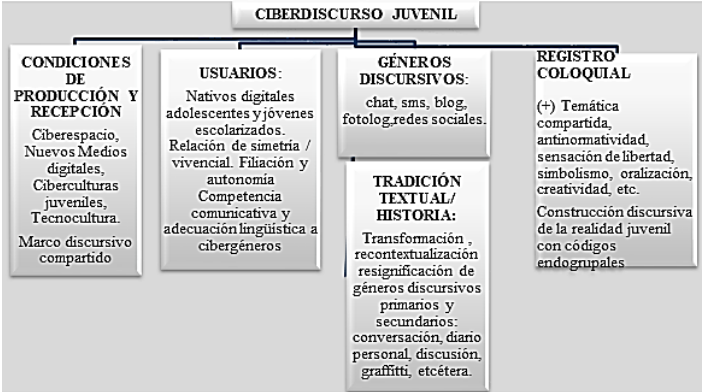 CIBERDISCURSO JUVENIL
CONDICIONES
DE
PRODUCCIÓN Y
RECEPCIÓN
Ciberespacio,
Nuevos Medios
digitales,
Ciberculturas
juveniles,
Tecnocultura.
Marco discursivo
compartido
USUARIOS:
Nativos digitales
adolescentes y jóvenes
escolarizados.
Relación de simetría /
vivencial. Filiación y
autonomía
Competencia
comunicativa y
adecuación lingüística a
cibergéneros
GÉNEROS
DISCURSIVOS:
chat, sms, blog,
fotolog,redes sociales.
TRADICIÓN
TEXTUAL/
HISTORIA:
Transformación ,
recontextualización
resignificación de
géneros discursivos
primarios y
secundarios:
conversación, diario
personal, discusión,
graffitti, etcétera.
REGISTRO
COLOQUIAL
(+) Temática
compartida,
antinormatividad,
sensación de libertad,
simbolismo, oralización,
creatividad, etc.
Construcción discursiva
de la realidad juvenil
con códigos
endogrupales